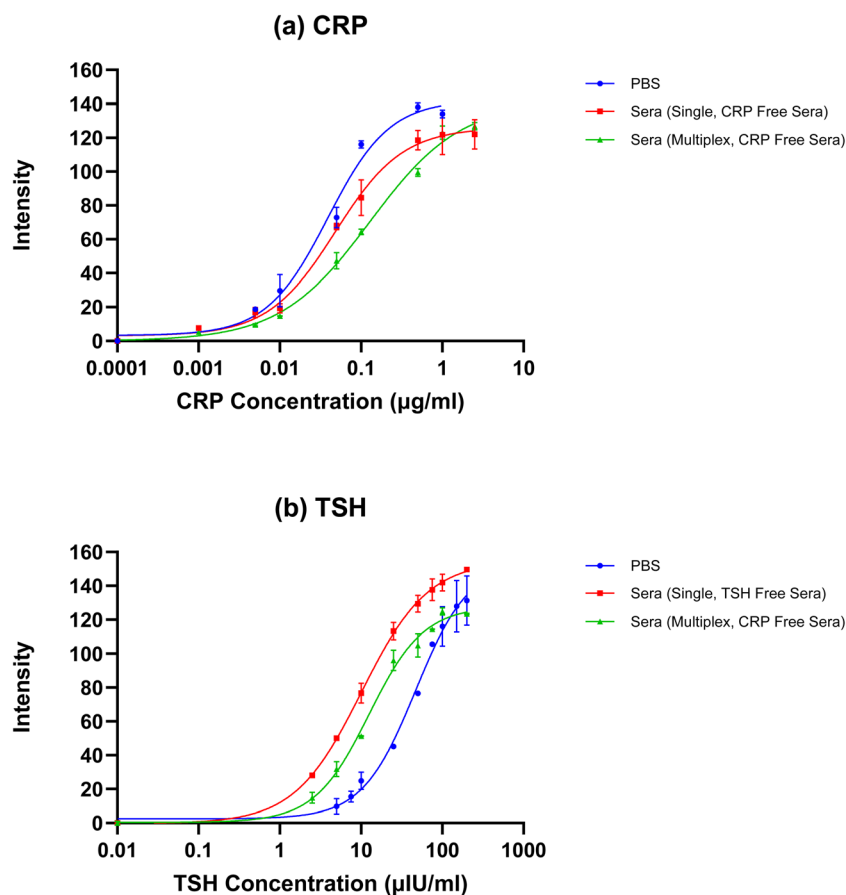 (a) CRP
160
140
120
100
80
60
40
20
0
Intensity
0.0001 0.001 0.01 0.1 1 10
CRP Concentration (µg/ml)
PBS
Sera (Single, CRP Free Sera)
Sera (Multiplex, CRP Free Sera)
(b) TSH
160
140
120
100
80
60
40
20
0
Intensity
0.01 0.1 1 10 100 1000
TSH Concentration (µIU/ml)
PBS
Sera (Single, TSH Free Sera)
Sera (Multiplex, CRP Free Sera)